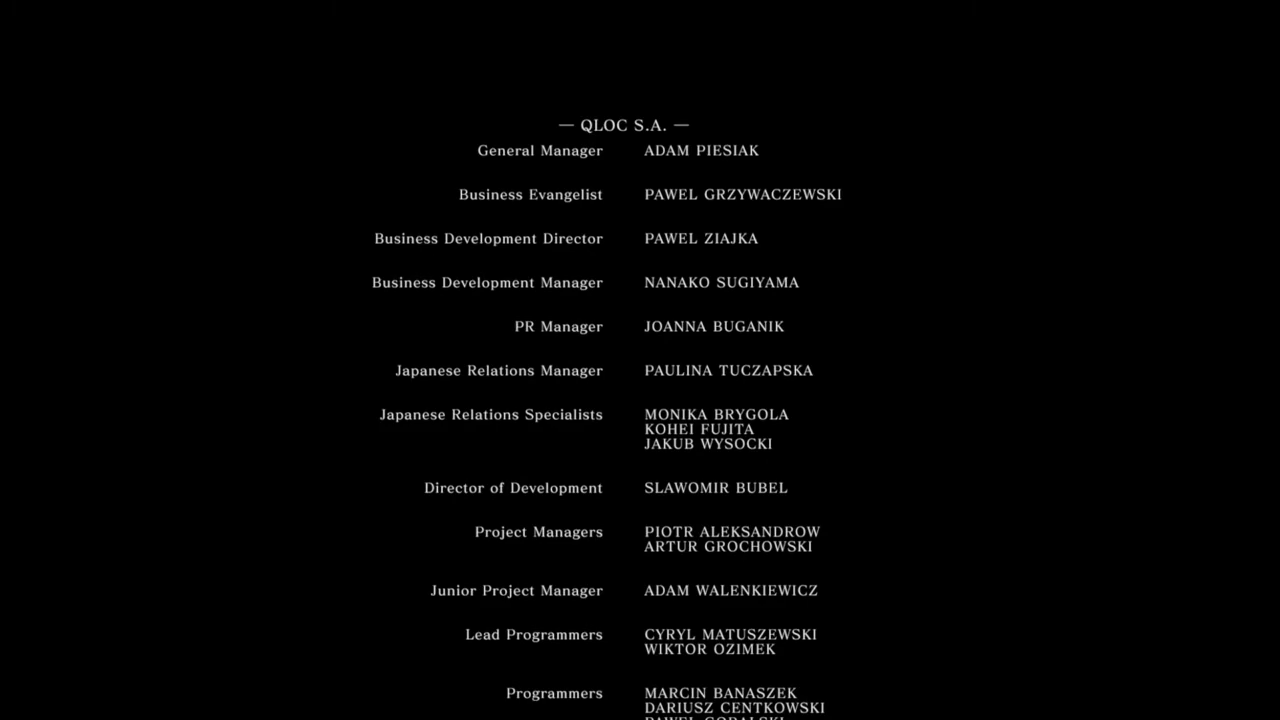 — QLOC S.A. —
General Manager ADAM PIESIAK
Business Evangelist PAWEL GRZYWACZEWSKI
Business Development Director PAWEL ZIAJKA
Business Development Manager NANAKO SUGIYAMA
PR Manager JOANNA BUGANIK
Japanese Relations Manager PAULINA TUCZAPSKA
Japanese Relations Specialists MONIKA BRYGOLA
KOHEI FUJITA
JAKUB WYSOCKI
Director of Development SLAWOMIR BUBEL
Project Managers PIOTR ALEKSANDROW
ARTUR GROCHOWSKI
Junior Project Manager ADAM WALENKIEWICZ
Lead Programmers CYRYL MATUSZEWSKI
WIKTOR OZIMEK
Programmers MARCIN BANASZEK
DARIUSZ CENTKOWSKI